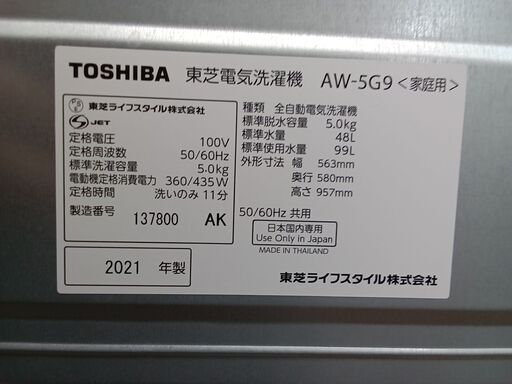 TOSHIBA 東芝電気洗濯機 AW-5G9<家庭用>
東芝ライフスタイル株式会社
JET
定格電圧 100V
定格周波数 50/60Hz
標準洗濯容量 5.0kg
電動機定格消費電力 360/435W
定格時間 洗いのみ 11分
製造番号 137800 AK
2021 年製
種類 全自動電気洗濯機
標準脱水容量 5.0kg
標準水量 48L
標準使用水量 99L
外形寸法 幅 563mm
奥行 580mm
高さ 957mm
50/60Hz 共用
日本国内専用
Use Only in Japan
MADE IN THAILAND
東芝ライフスタイル株式会社